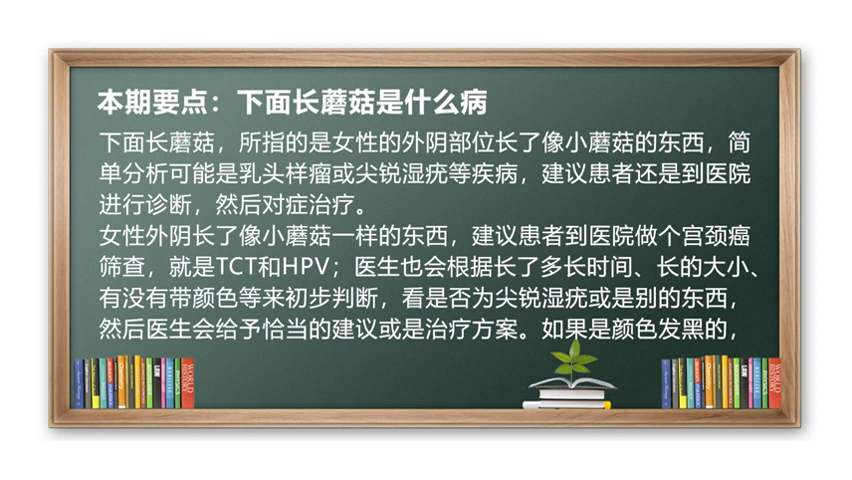 本期要点：下面长蘑菇是什么病
下面长蘑菇，所指的是女性的外阴部位长了像小蘑菇的东西，简
单分析可能是乳头样瘤或尖锐湿疣等疾病，建议患者还是到医院
进行诊断，然后对症治疗。
女性外阴长了像小蘑菇一样的东西，建议患者到医院做个宫颈癌
筛查，就是TCT和HPV；医生也会根据长了多长时间、长的大小、
有没有带颜色等来初步判断，看是否为尖锐湿疣或是别的东西，
然后医生会给予恰当的建议或是治疗方案。如果是颜色发黑的，
WORLD HISTORY
WORLD HISTORY